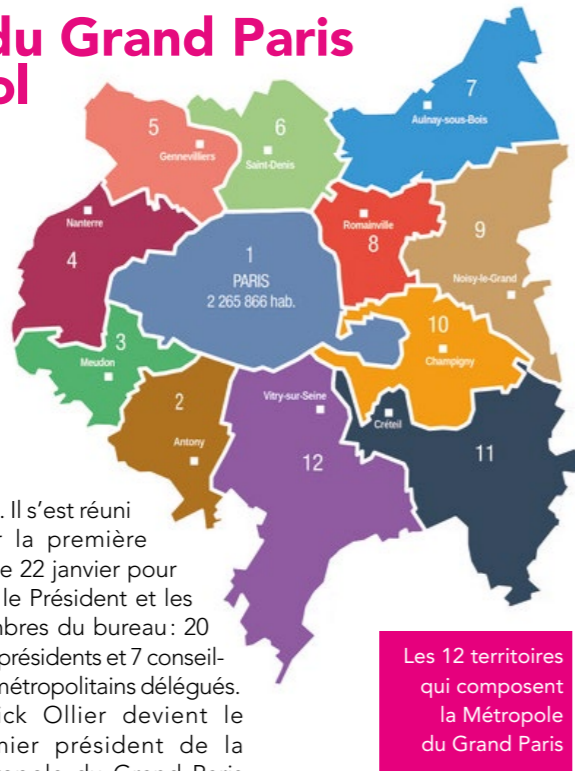 du Grand Paris
ol
7
Aulnay-sous-Bois
5
Gennevilliers
6
Saint-Denis
Nanterre
4
Romainville
8
9
Noisy-le-Grand
1
PARIS
2 265 866 hab.
3
Meudon
10
Champigny
2
Antony
Vitry-sur-Seine
12
Créteil
11
. Il s’est réuni
r la première
e 22 janvier pour
le Président et les
mbres du bureau : 20
présidents et 7 conseil-
métropolitains délégués.
ick Ollier devient le
mier président de la
Les 12 territoires
qui composent
la Métropole
du Grand Paris